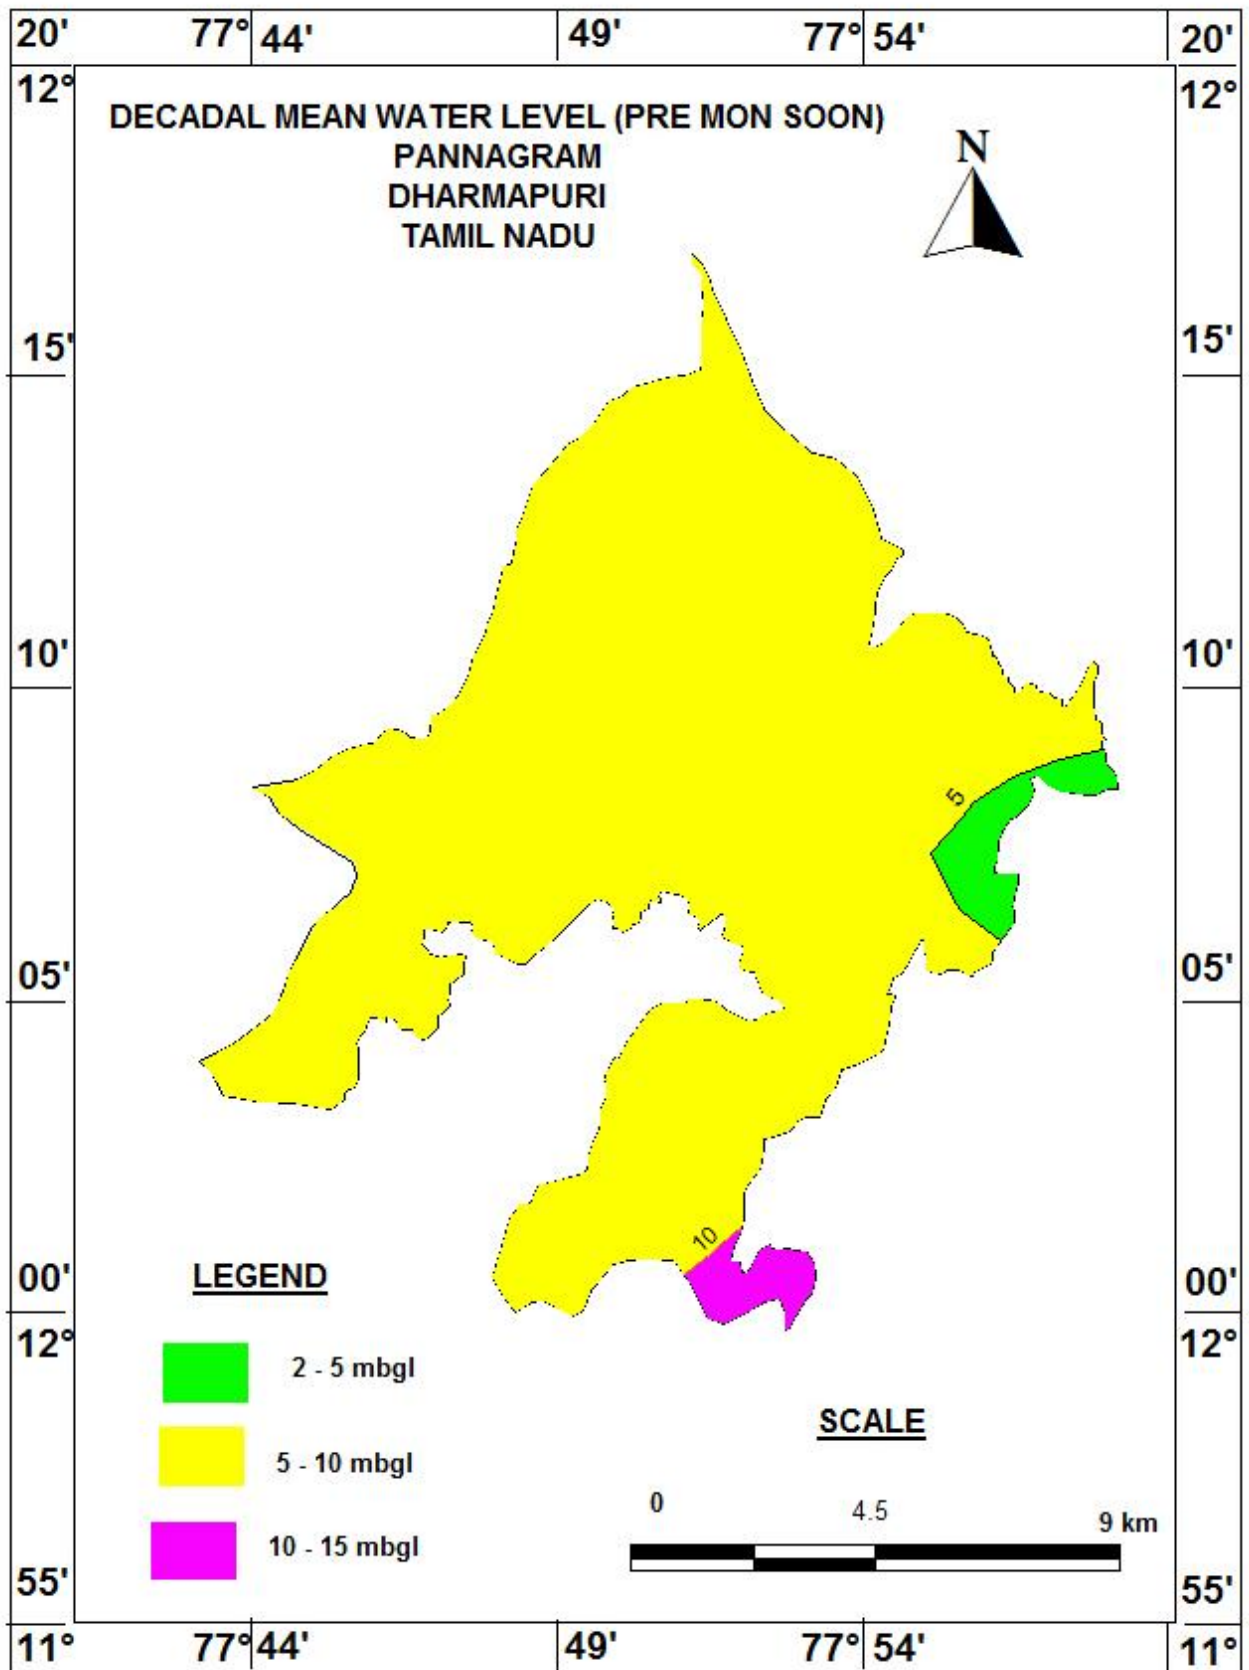 20' 77° 44' 49' 77° 54' 20'
12° 12°
DECADAL MEAN WATER LEVEL (PRE MON SOON)
PANNAGRAM
DHARMAPURI
TAMIL NADU
N
15' 15'
10' 10'
5
05' 05'
10
00' 00'
12° 12°
LEGEND
2 - 5 mbgl
5 - 10 mbgl
10 - 15 mbgl
SCALE
0 4.5 9 km
55' 55'
11° 77° 44' 49' 77° 54' 11°